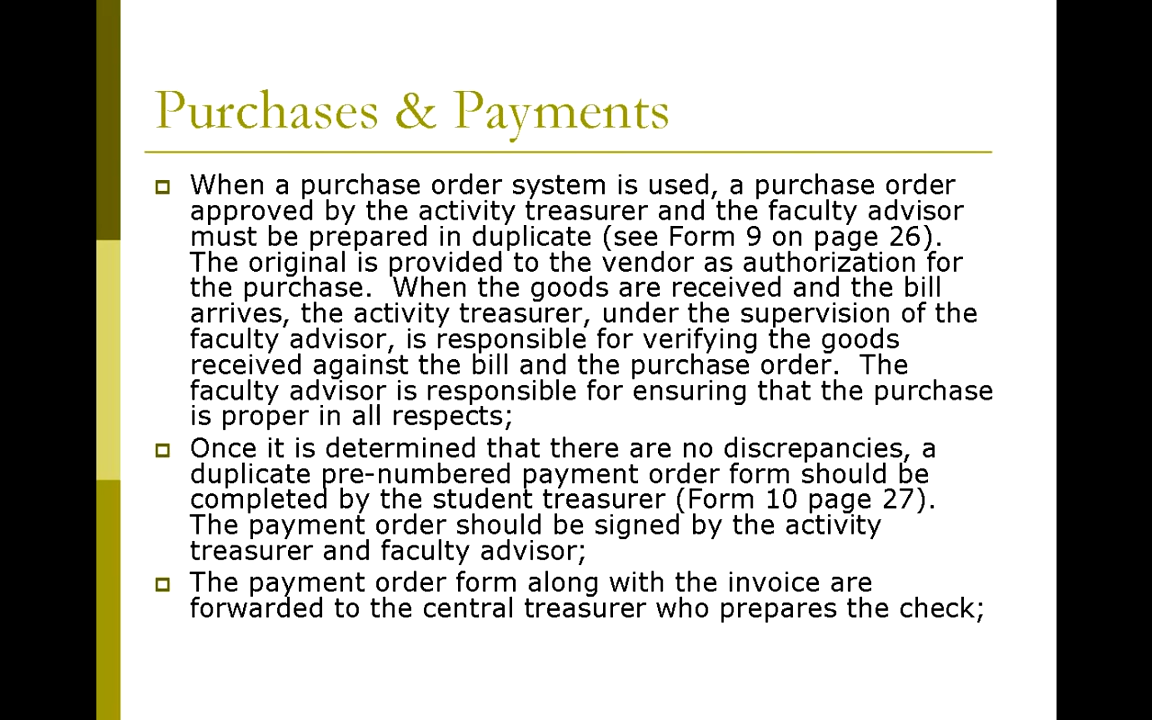 Purchases & Payments
When a purchase order system is used, a purchase order
approved by the activity treasurer and the faculty advisor
must be prepared in duplicate (see Form 9 on page 26).
The original is provided to the vendor as authorization for
the purchase.  When the goods are received and the bill
arrives, the activity treasurer, under the supervision of the
faculty advisor, is responsible for verifying the goods
received against the bill and the purchase order.  The
faculty advisor is responsible for ensuring that the purchase
is proper in all respects;
Once it is determined that there are no discrepancies, a
duplicate pre-numbered payment order form should be
completed by the student treasurer (Form 10 page 27).
The payment order should be signed by the activity
treasurer and faculty advisor;
The payment order form along with the invoice are
forwarded to the central treasurer who prepares the check;